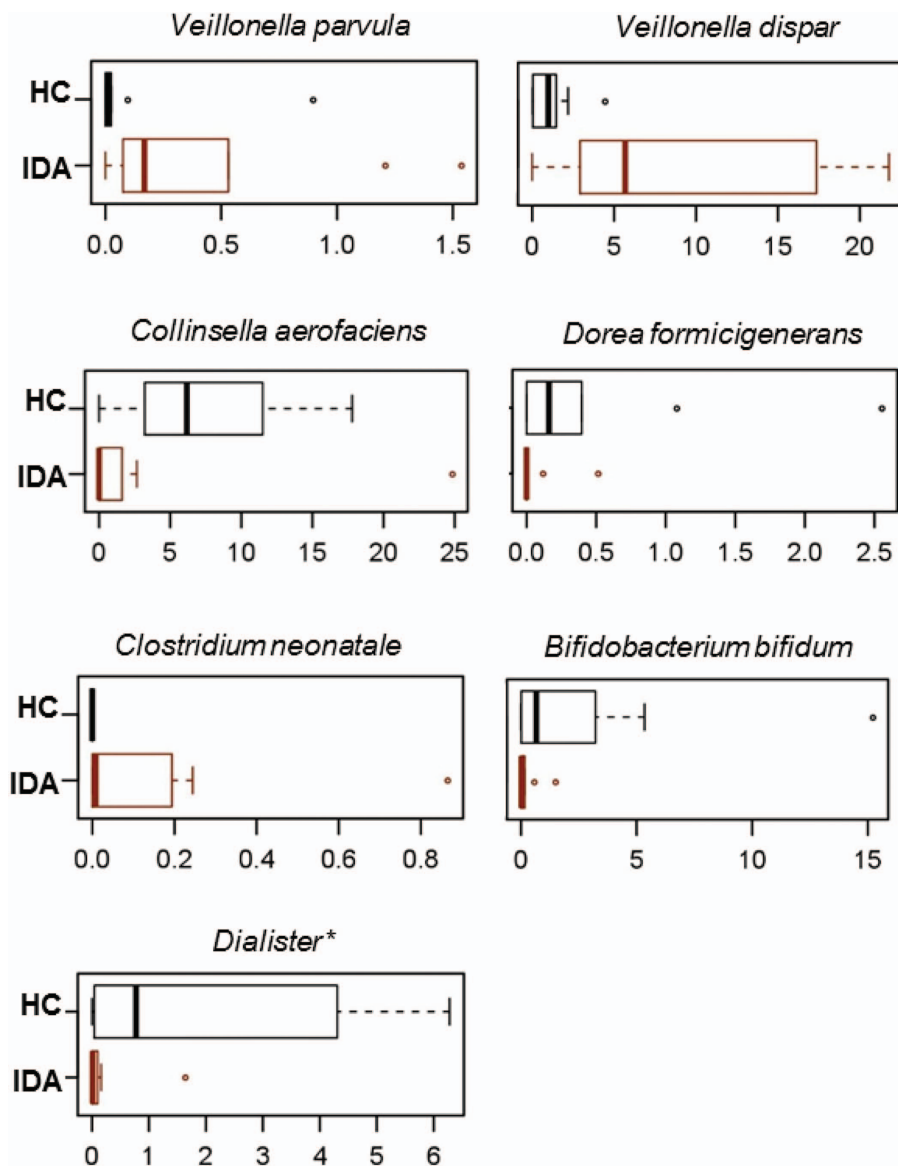 Veillonella parvula
Veillonella dispar
HC
IDA
0.0 0.5 1.0 1.5
0 5 10 15 20
Collinsella aerofaciens
Dorea formicigenerans
HC
IDA
0 5 10 15 20 25
0.0 0.5 1.0 1.5 2.0 2.5
Clostridium neonatale
Bifidobacterium bifidum
HC
IDA
0.0 0.2 0.4 0.6 0.8
0 5 10 15
Dialister*
HC
IDA
0 1 2 3 4 5 6